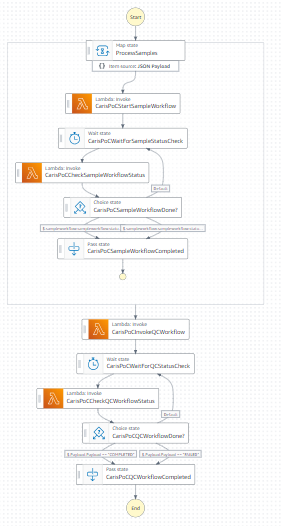 Start
Map state
ProcessSamples
{} Item source: JSON Payload
Lambda: Invoke
CarisPoCStartSampleWorkflow
Wait state
CarisPoCWaitForSampleStatusCheck
Lambda: Invoke
CarisPoCCheckSampleWorkflowStatus
Default
Choice state
CarisPoCSampleWorkflowDone?
Pass state
CarisPoCSampleWorkflowCompleted
Lambda: Invoke
CarisPoCInvokeQCWorkflow
Wait state
CarisPoCWaitForQCStatusCheck
Lambda: Invoke
CarisPoCCheckQCWorkflowStatus
Default
Choice state
CarisPoCQCWorkflowDone?
$.Payload.Payload == "COMPLETED" $.Payload.Payload == "FAILED"
Pass state
CarisPoCQCWorkflowCompleted
End